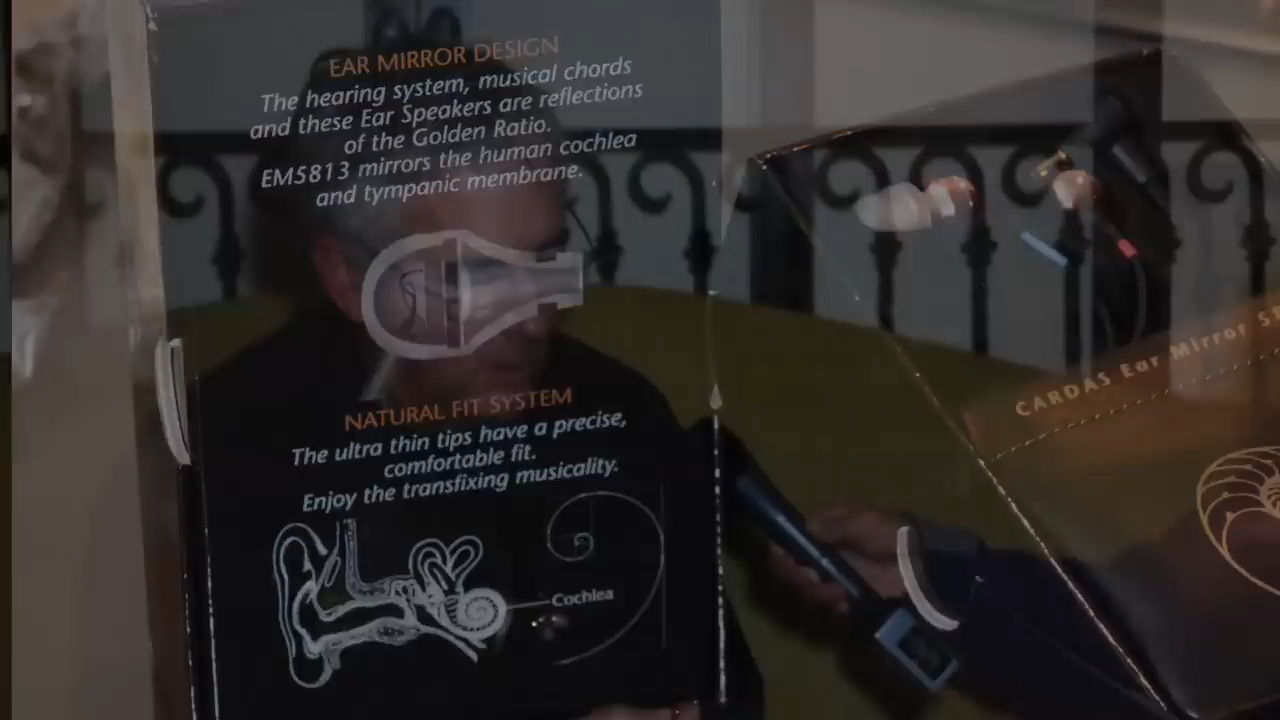 EAR MIRROR DESIGN
The hearing system, musical chords
and these Ear Speakers are reflections
of the Golden Ratio.
EM5813 mirrors the human cochlea
and tympanic membrane.
NATURAL FIT SYSTEM
The ultra thin tips have a precise,
comfortable fit.
Enjoy the transfixing musicality.
Cochlea
CARDAS Ear Mirror